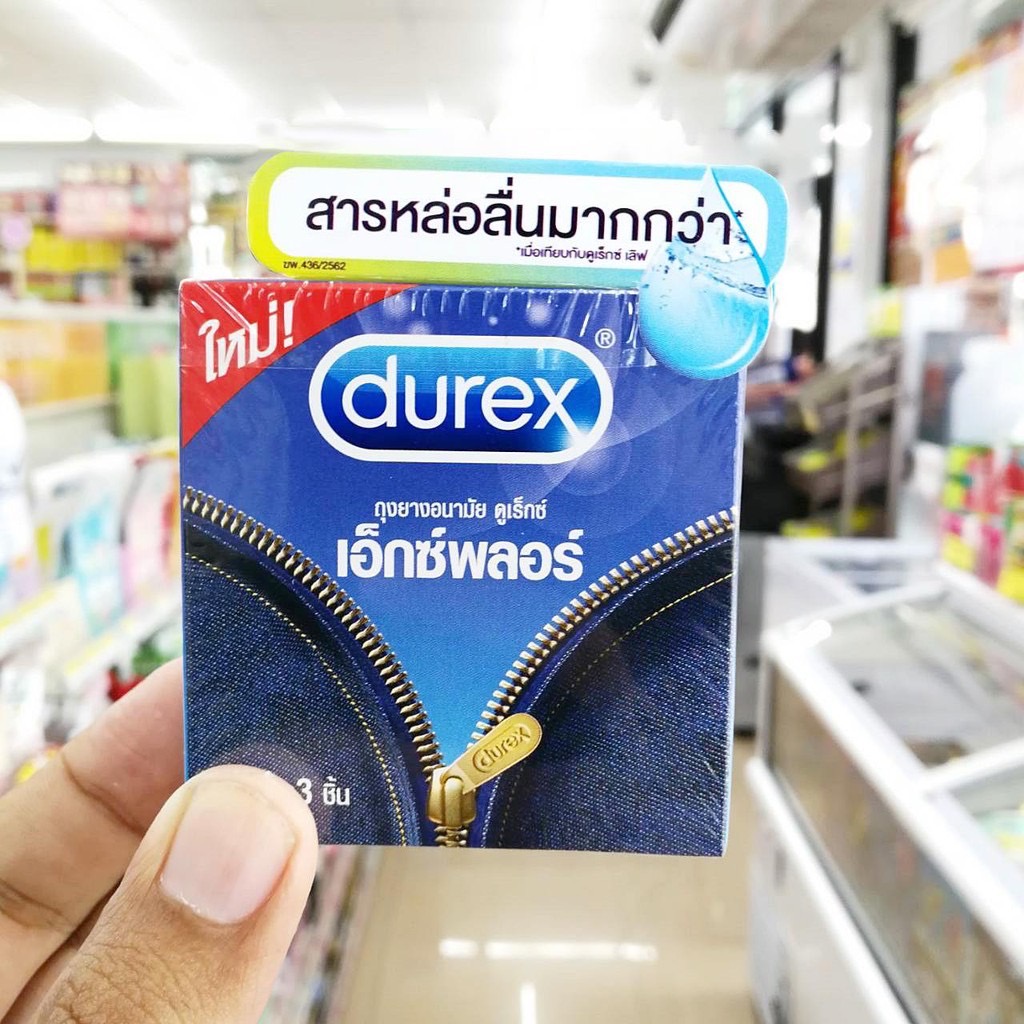 สารหล่อลื่นมากกว่า*
*เมื่อเทียบกับดูเร็กซ์ เลิฟ
ฆพ.436/2562
ใหม่!
durex®
ถุงยางอนามัย ดูเร็กซ์
เอ็กซ์พลอร์
durex
3 ชิ้น